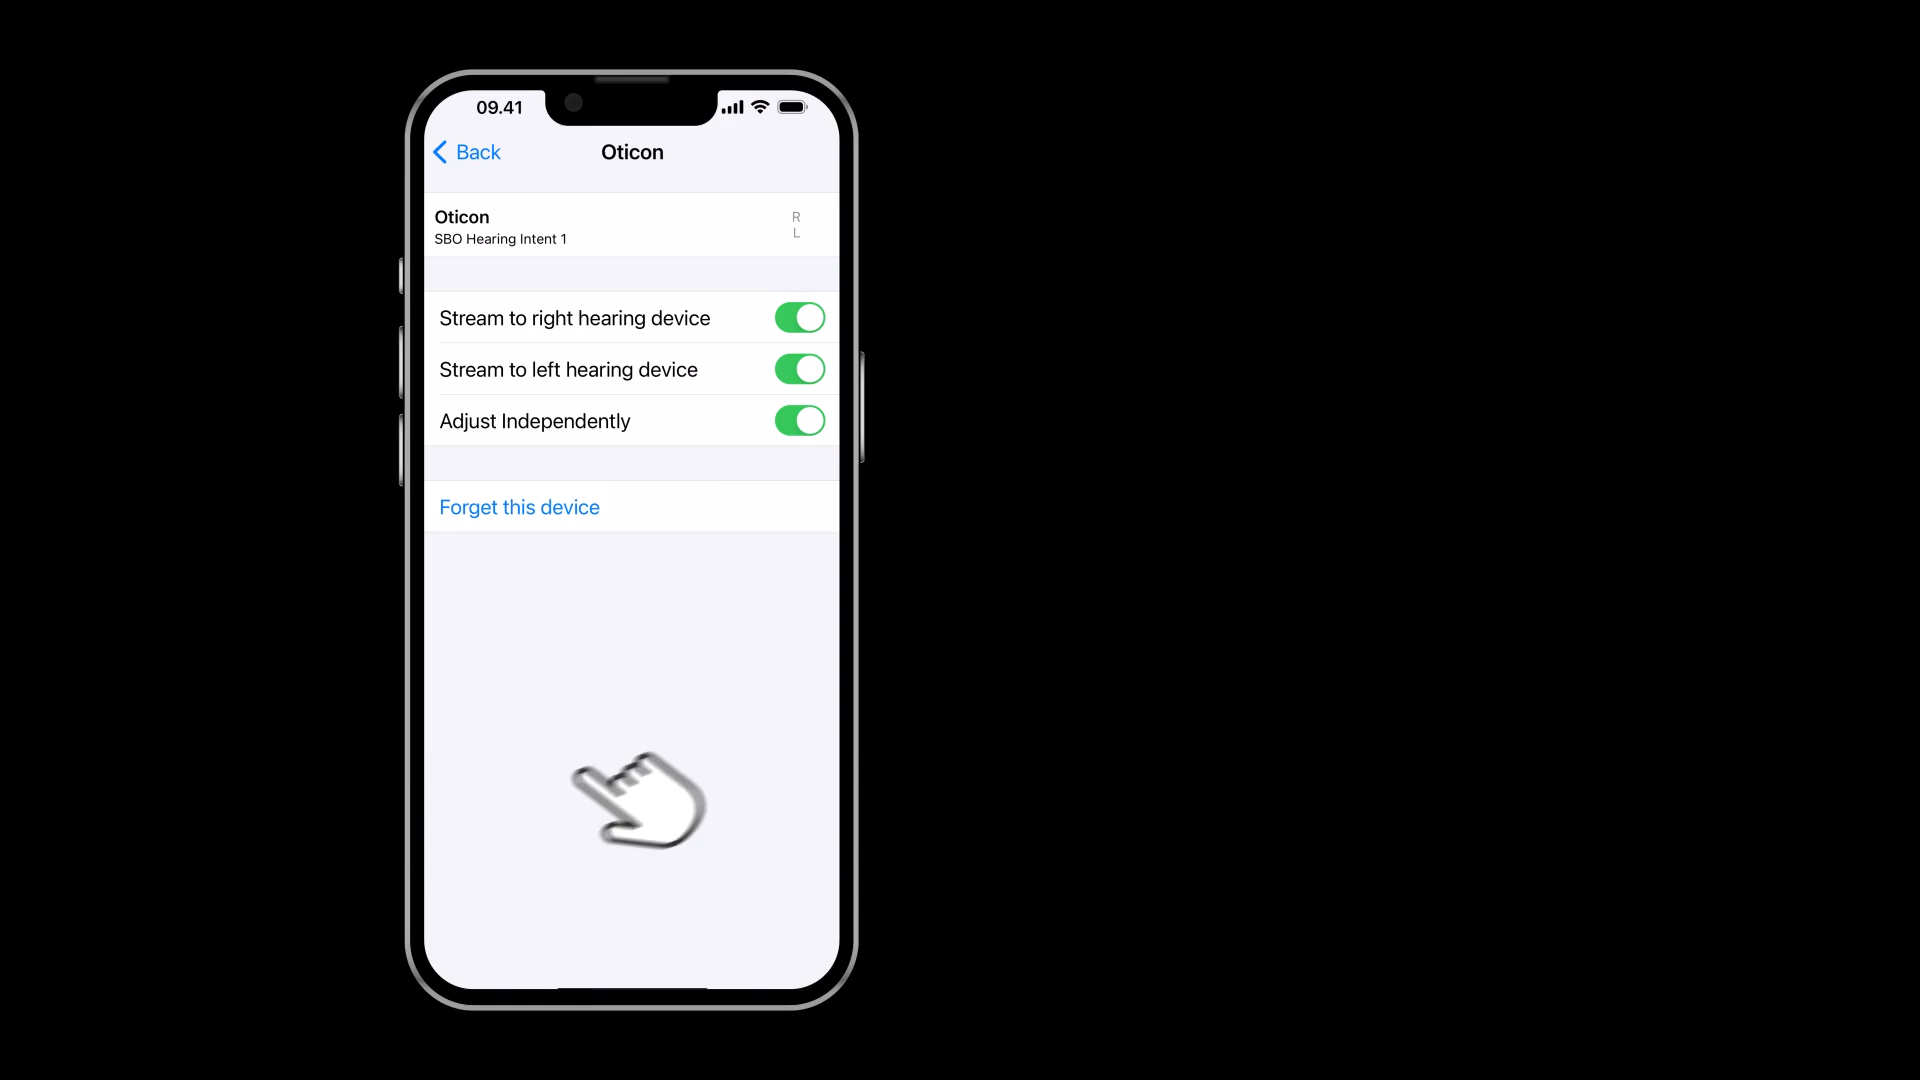 09.41
Back
Oticon
Oticon
R
SBO Hearing Intent 1
L
Stream to right hearing device
Stream to left hearing device
Adjust Independently
Forget this device